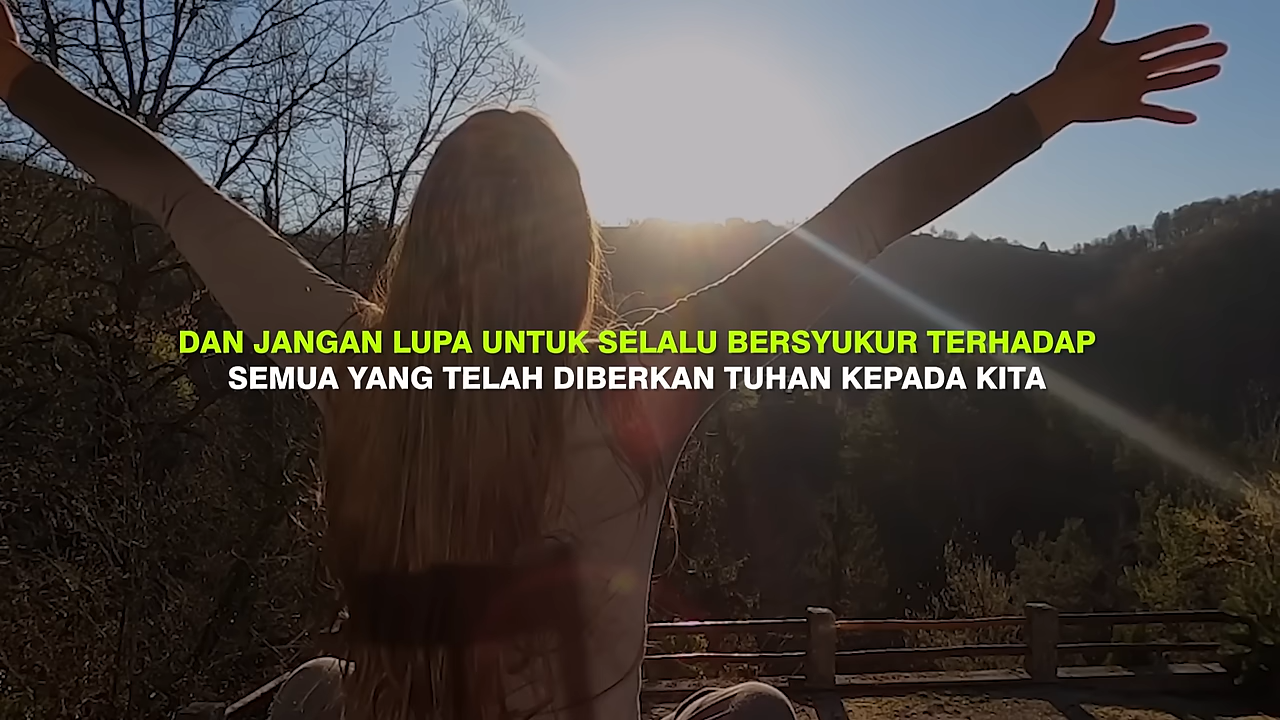 DAN JANGAN LUPA UNTUK SELALU BERSYUKUR TERHADAP
SEMUA YANG TELAH DIBERKAN TUHAN KEPADA KITA